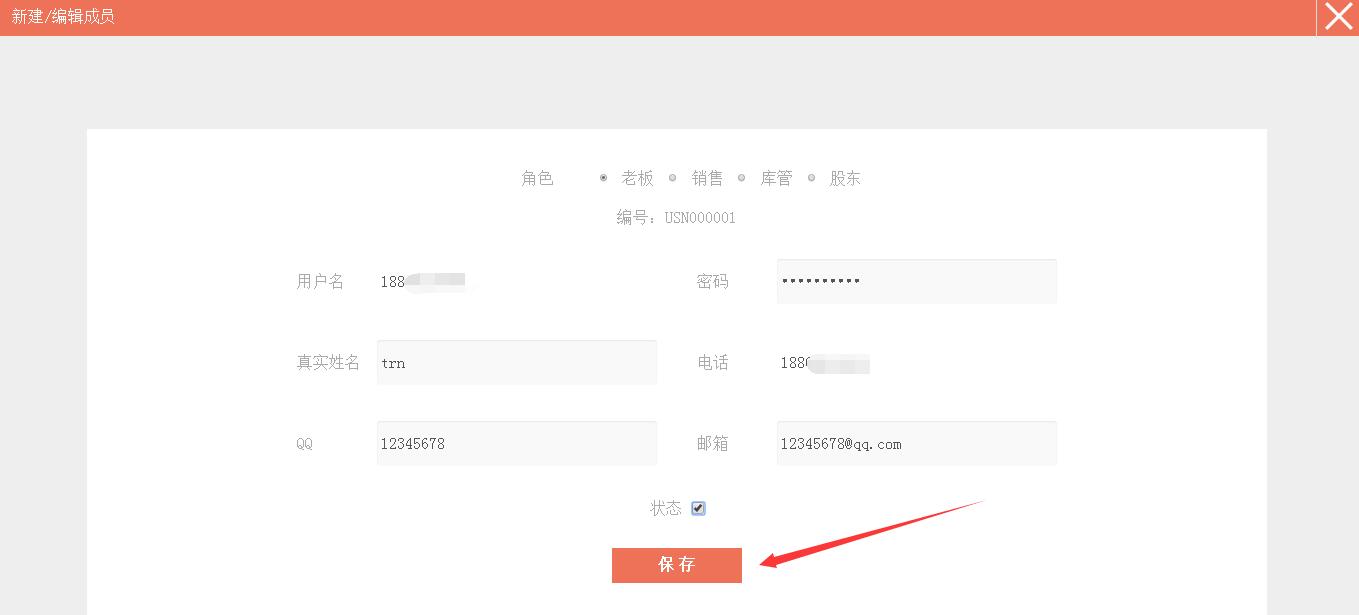 新建/编辑成员
角色 老板 销售 库管 股东
编号：USN000001
用户名 188 密码 ••••••••••
真实姓名 trn 电话 188
QQ 12345678 邮箱 12345678@qq.com
状态
保存